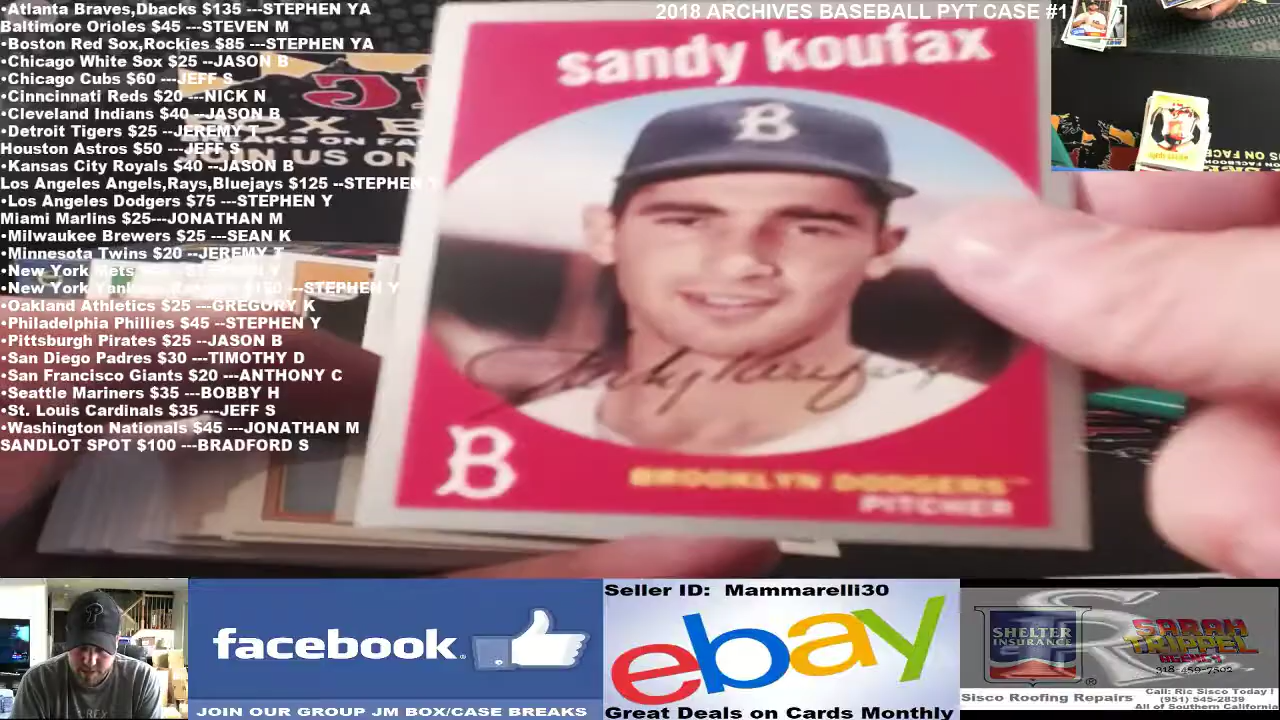 •Atlanta Braves,Dbacks $135 ---STEPHEN YA
Baltimore Orioles $45 ---STEVEN M
•Boston Red Sox,Rockies $85 ---STEPHEN YA
•Chicago White Sox $25 --JASON B
•Chicago Cubs $60 ---JEFF S
•Cinncinnati Reds $20 ---NICK N
•Cleveland Indians $40 --JASON B
•Detroit Tigers $25 --JEREMY T
Houston Astros $50 ---JEFF S
•Kansas City Royals $40 --JASON B
Los Angeles Angels,Rays,Bluejays $125 --STEPHEN
•Los Angeles Dodgers $75 ---STEPHEN Y
Miami Marlins $25---JONATHAN M
•Milwaukee Brewers $25 ---SEAN K
•Minnesota Twins $20 --JEREMY T
•New York Mets
•New York ---STEPHEN Y
•Oakland Athletics $25 ---GREGORY K
•Philadelphia Phillies $45 --STEPHEN Y
•Pittsburgh Pirates $25 --JASON B
•San Diego Padres $30 ---TIMOTHY D
•San Francisco Giants $20 ---ANTHONY C
•Seattle Mariners $35 ---BOBBY H
•St. Louis Cardinals $35 ---JEFF S
•Washington Nationals $45 ---JONATHAN M
SANDLOT SPOT $100 ---BRADFORD S
2018 ARCHIVES BASEBALL PYT CASE #1
sandy koufax
B
Sandy Koufax
B
BROOKLYN DODGERS™
PITCHER
facebook.
JOIN OUR GROUP JM BOX/CASE BREAKS
Seller ID: Mammarelli30
ebay
Great Deals on Cards Monthly
SHELTER
INSURANCE
®
SARAH
TRIPPEL
AGENCY
318-459-7502
Sisco Roofing Repairs
Call: Ric Sisco Today !
(951) 545-2839
All of Southern California